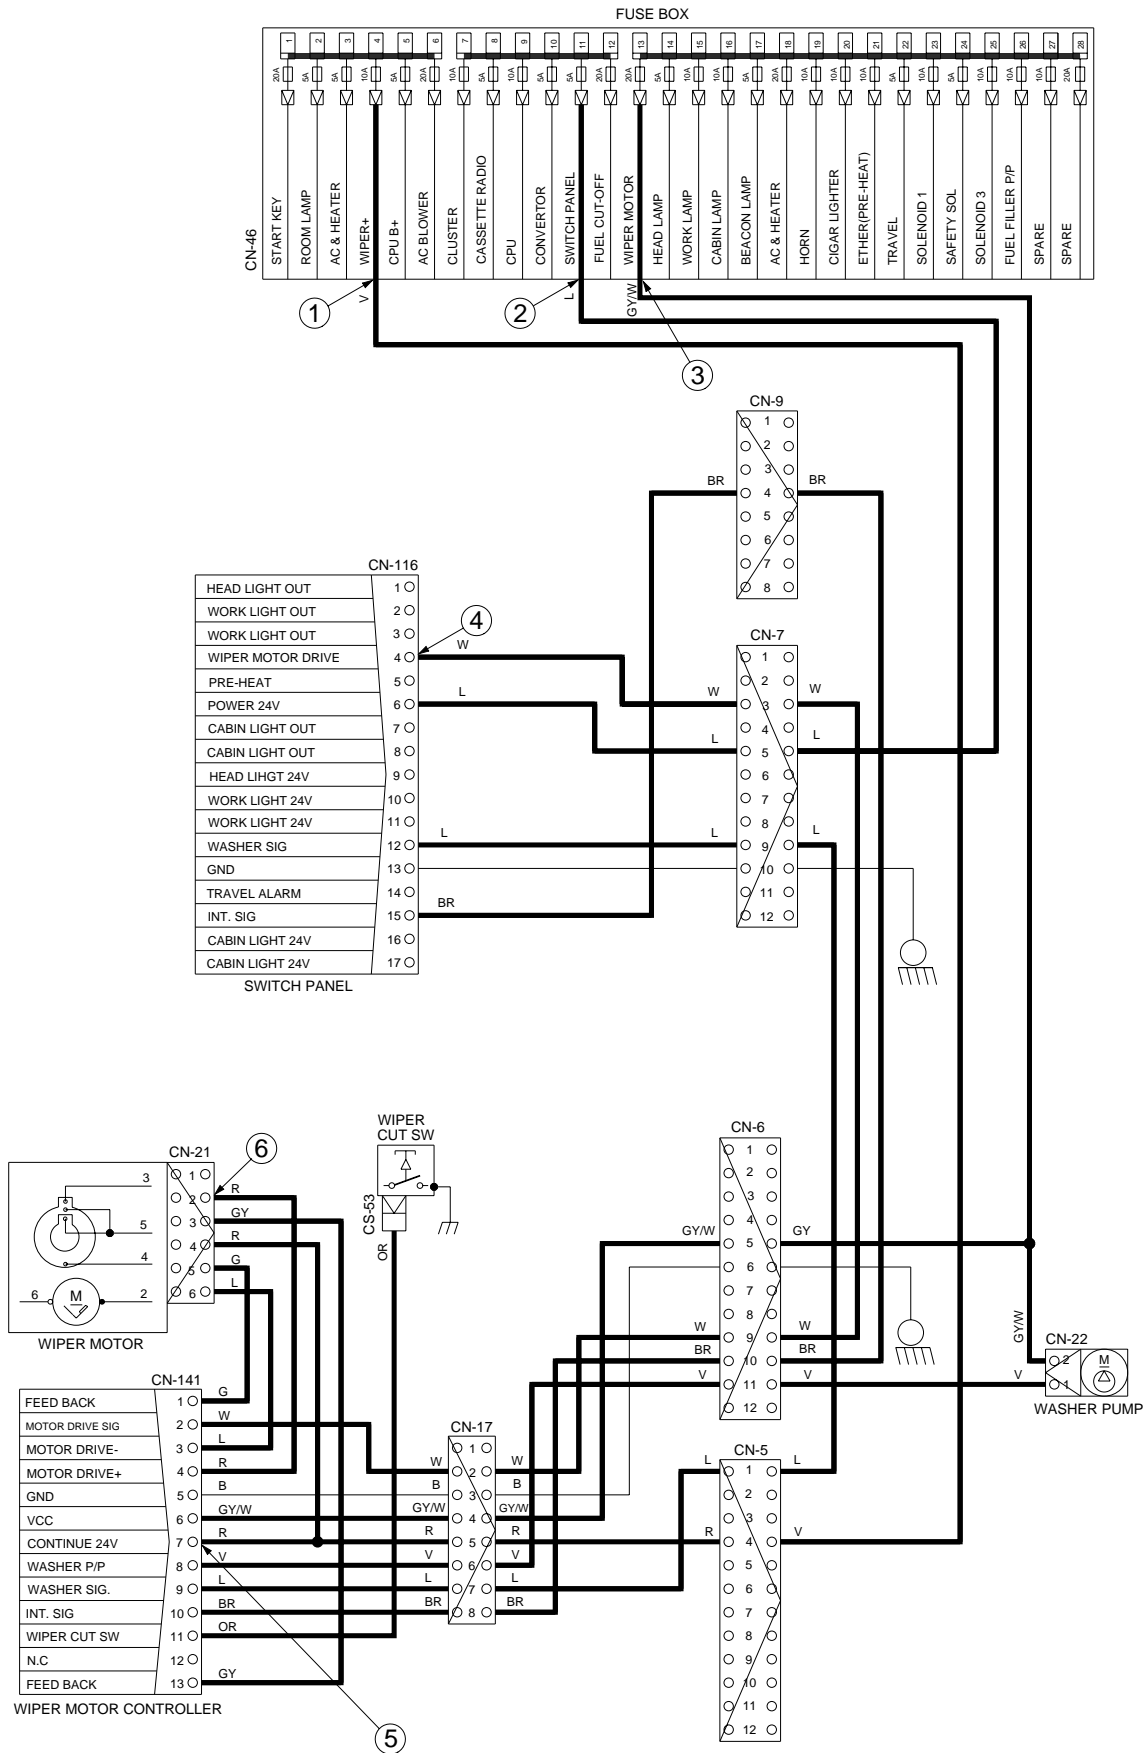 FUSE BOX
1 2 3 4 5 6 7 8 9 10 11 12 13 14 15 16 17 18 19 20 21 22 23 24 25 26 27 28
20A 5A 5A 10A 5A 20A 10A 5A 10A 5A 5A 20A 20A 5A 10A 10A 10A 10A 10A 10A 10A 5A 10A 5A 10A 10A 5A 20A
CN-46
START KEY
ROOM LAMP
AC & HEATER
WIPER+
CPU B+
AC BLOWER
CLUSTER
CASSETTE RADIO
CPU
CONVERTOR
SWITCH PANEL
FUEL CUT-OFF
WIPER MOTOR
HEAD LAMP
WORK LAMP
CABIN LAMP
BEACON LAMP
AC & HEATER
HORN
CIGAR LIGHTER
ETHER(PRE-HEAT)
TRAVEL
SOLENOID 1
SAFETY SOL
SOLENOID 3
FUEL FILLER P/P
SPARE
SPARE
1 V 2 L GY/W 3
CN-9
1
2
3
BR 4 BR
5
6
7
8
CN-116
HEAD LIGHT OUT 1
WORK LIGHT OUT 2
WORK LIGHT OUT 3
WIPER MOTOR DRIVE 4 W
PRE-HEAT 5
POWER 24V 6 L
CABIN LIGHT OUT 7
CABIN LIGHT OUT 8
HEAD LIHGT 24V 9
WORK LIGHT 24V 10
WORK LIGHT 24V 11
WASHER SIG 12 L
GND 13
TRAVEL ALARM 14
INT. SIG 15 BR
CABIN LIGHT 24V 16
CABIN LIGHT 24V 17
SWITCH PANEL
4
CN-7
1
2
W 3 W
4
L 5 L
6
7
8
L 9 L
10
11
12
WIPER
CUT SW
CS-53
OR
CN-21
1
2 R
3 GY
4 R
5 G
6 L
6
3
5
4
6 M 2
WIPER MOTOR
CN-6
1
2
3
4
GY/W 5 GY
6
7
8
W 9 W
BR 10 BR
V 11 V
12
GY/W
CN-22
2
V 1
M
WASHER PUMP
CN-141
FEED BACK 1 G
MOTOR DRIVE SIG 2 W
MOTOR DRIVE- 3 L
MOTOR DRIVE+ 4 R
GND 5 B
VCC 6 GY/W
CONTINUE 24V 7 R
WASHER P/P 8 V
WASHER SIG. 9 L
INT. SIG 10 BR
WIPER CUT SW 11 OR
N.C 12
FEED BACK 13 GY
WIPER MOTOR CONTROLLER
5
CN-17
1
W 2 W
B 3 B
GY/W 4 GY/W
R 5 R
V 6 V
L 7 L
BR 8 BR
CN-5
L 1 L
2
3
R 4 V
5
6
7
8
9
10
11
12